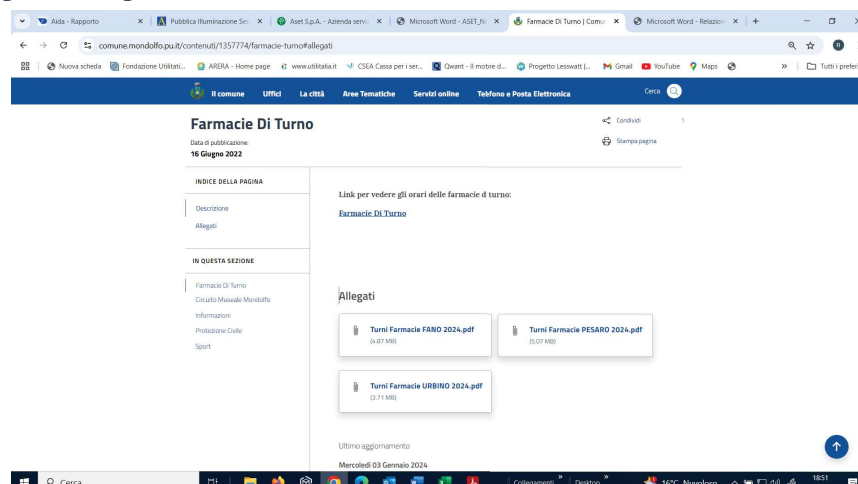 Aida - Rapporto
Pubblica Illuminazione Ser
Aset S.p.A. - Azienda serviz
Microsoft Word - ASET_No
Farmacie Di Turno | Comu
Microsoft Word - Relazion
comune.mondolfo.pu.it/contenuti/1357774/farmacie-turno#allegati
Nuova scheda
Fondazione Utilitati...
ARERA - Home page
www.utilitalia.it
CSEA Cassa per i ser...
Qwant - Il motore d...
Progetto Lesswatt |...
Gmail
YouTube
Maps
Tutti i prefer
Il comune Uffici La città Aree Tematiche Servizi online Telefono e Posta Elettronica Cerca
Farmacie Di Turno
Condividi
Data di pubblicazione:
Stampa pagina
16 Giugno 2022
INDICE DELLA PAGINA
Descrizione
Allegati
IN QUESTA SEZIONE
Farmacie Di Turno
Circuito Museale Mondolfo
Informazioni
Protezione Civile
Sport
Link per vedere gli orari delle farmacie d turno:
Farmacie Di Turno
Allegati
Turni Farmacie FANO 2024.pdf
(4.87 MB)
Turni Farmacie PESARO 2024.pdf
(5.07 MB)
Turni Farmacie URBINO 2024.pdf
(3.71 MB)
Ultimo aggiornamento
Mercoledì 03 Gennaio 2024
Cerca
Collegamenti
Desktop
16°C Nuvoloso
18:51